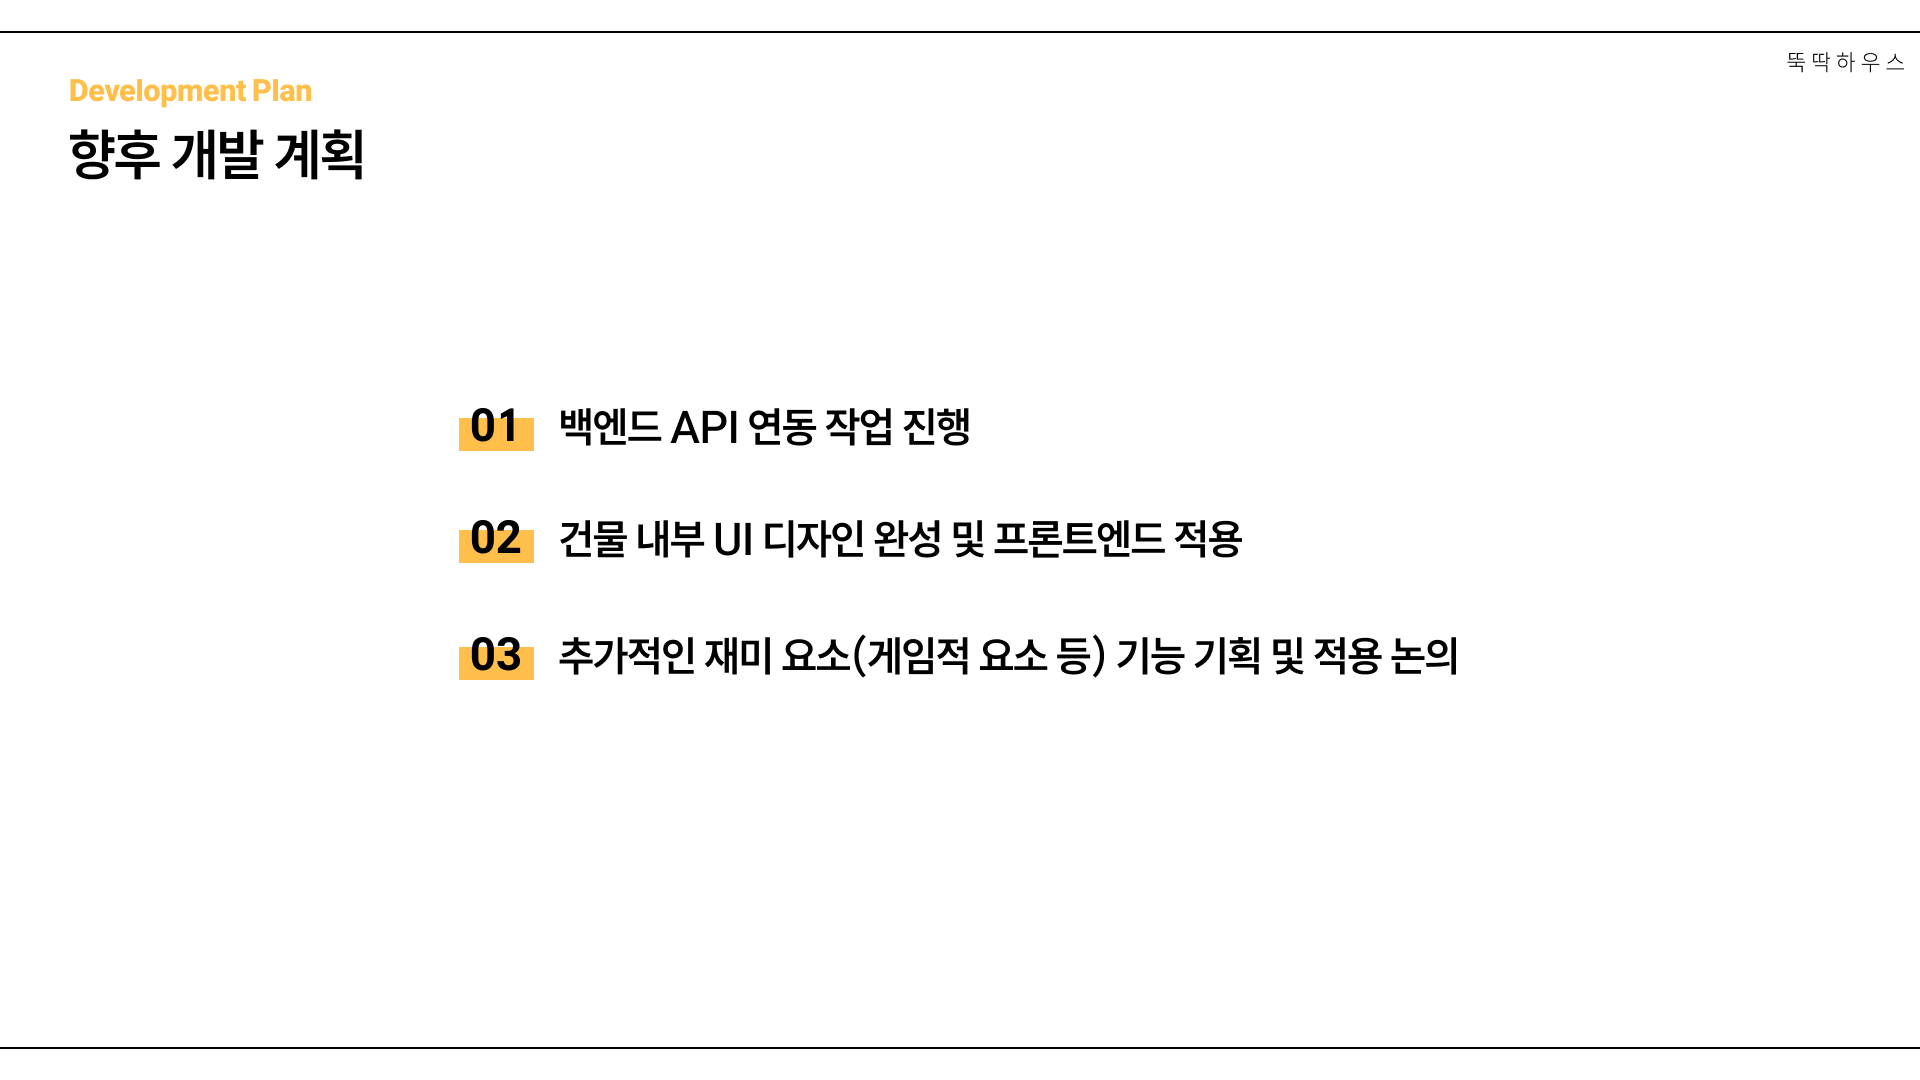 뚝딱하우스
Development Plan
향후 개발 계획
01 백엔드 API 연동 작업 진행
02 건물 내부 UI 디자인 완성 및 프론트엔드 적용
03 추가적인 재미 요소(게임적 요소 등) 기능 기획 및 적용 논의